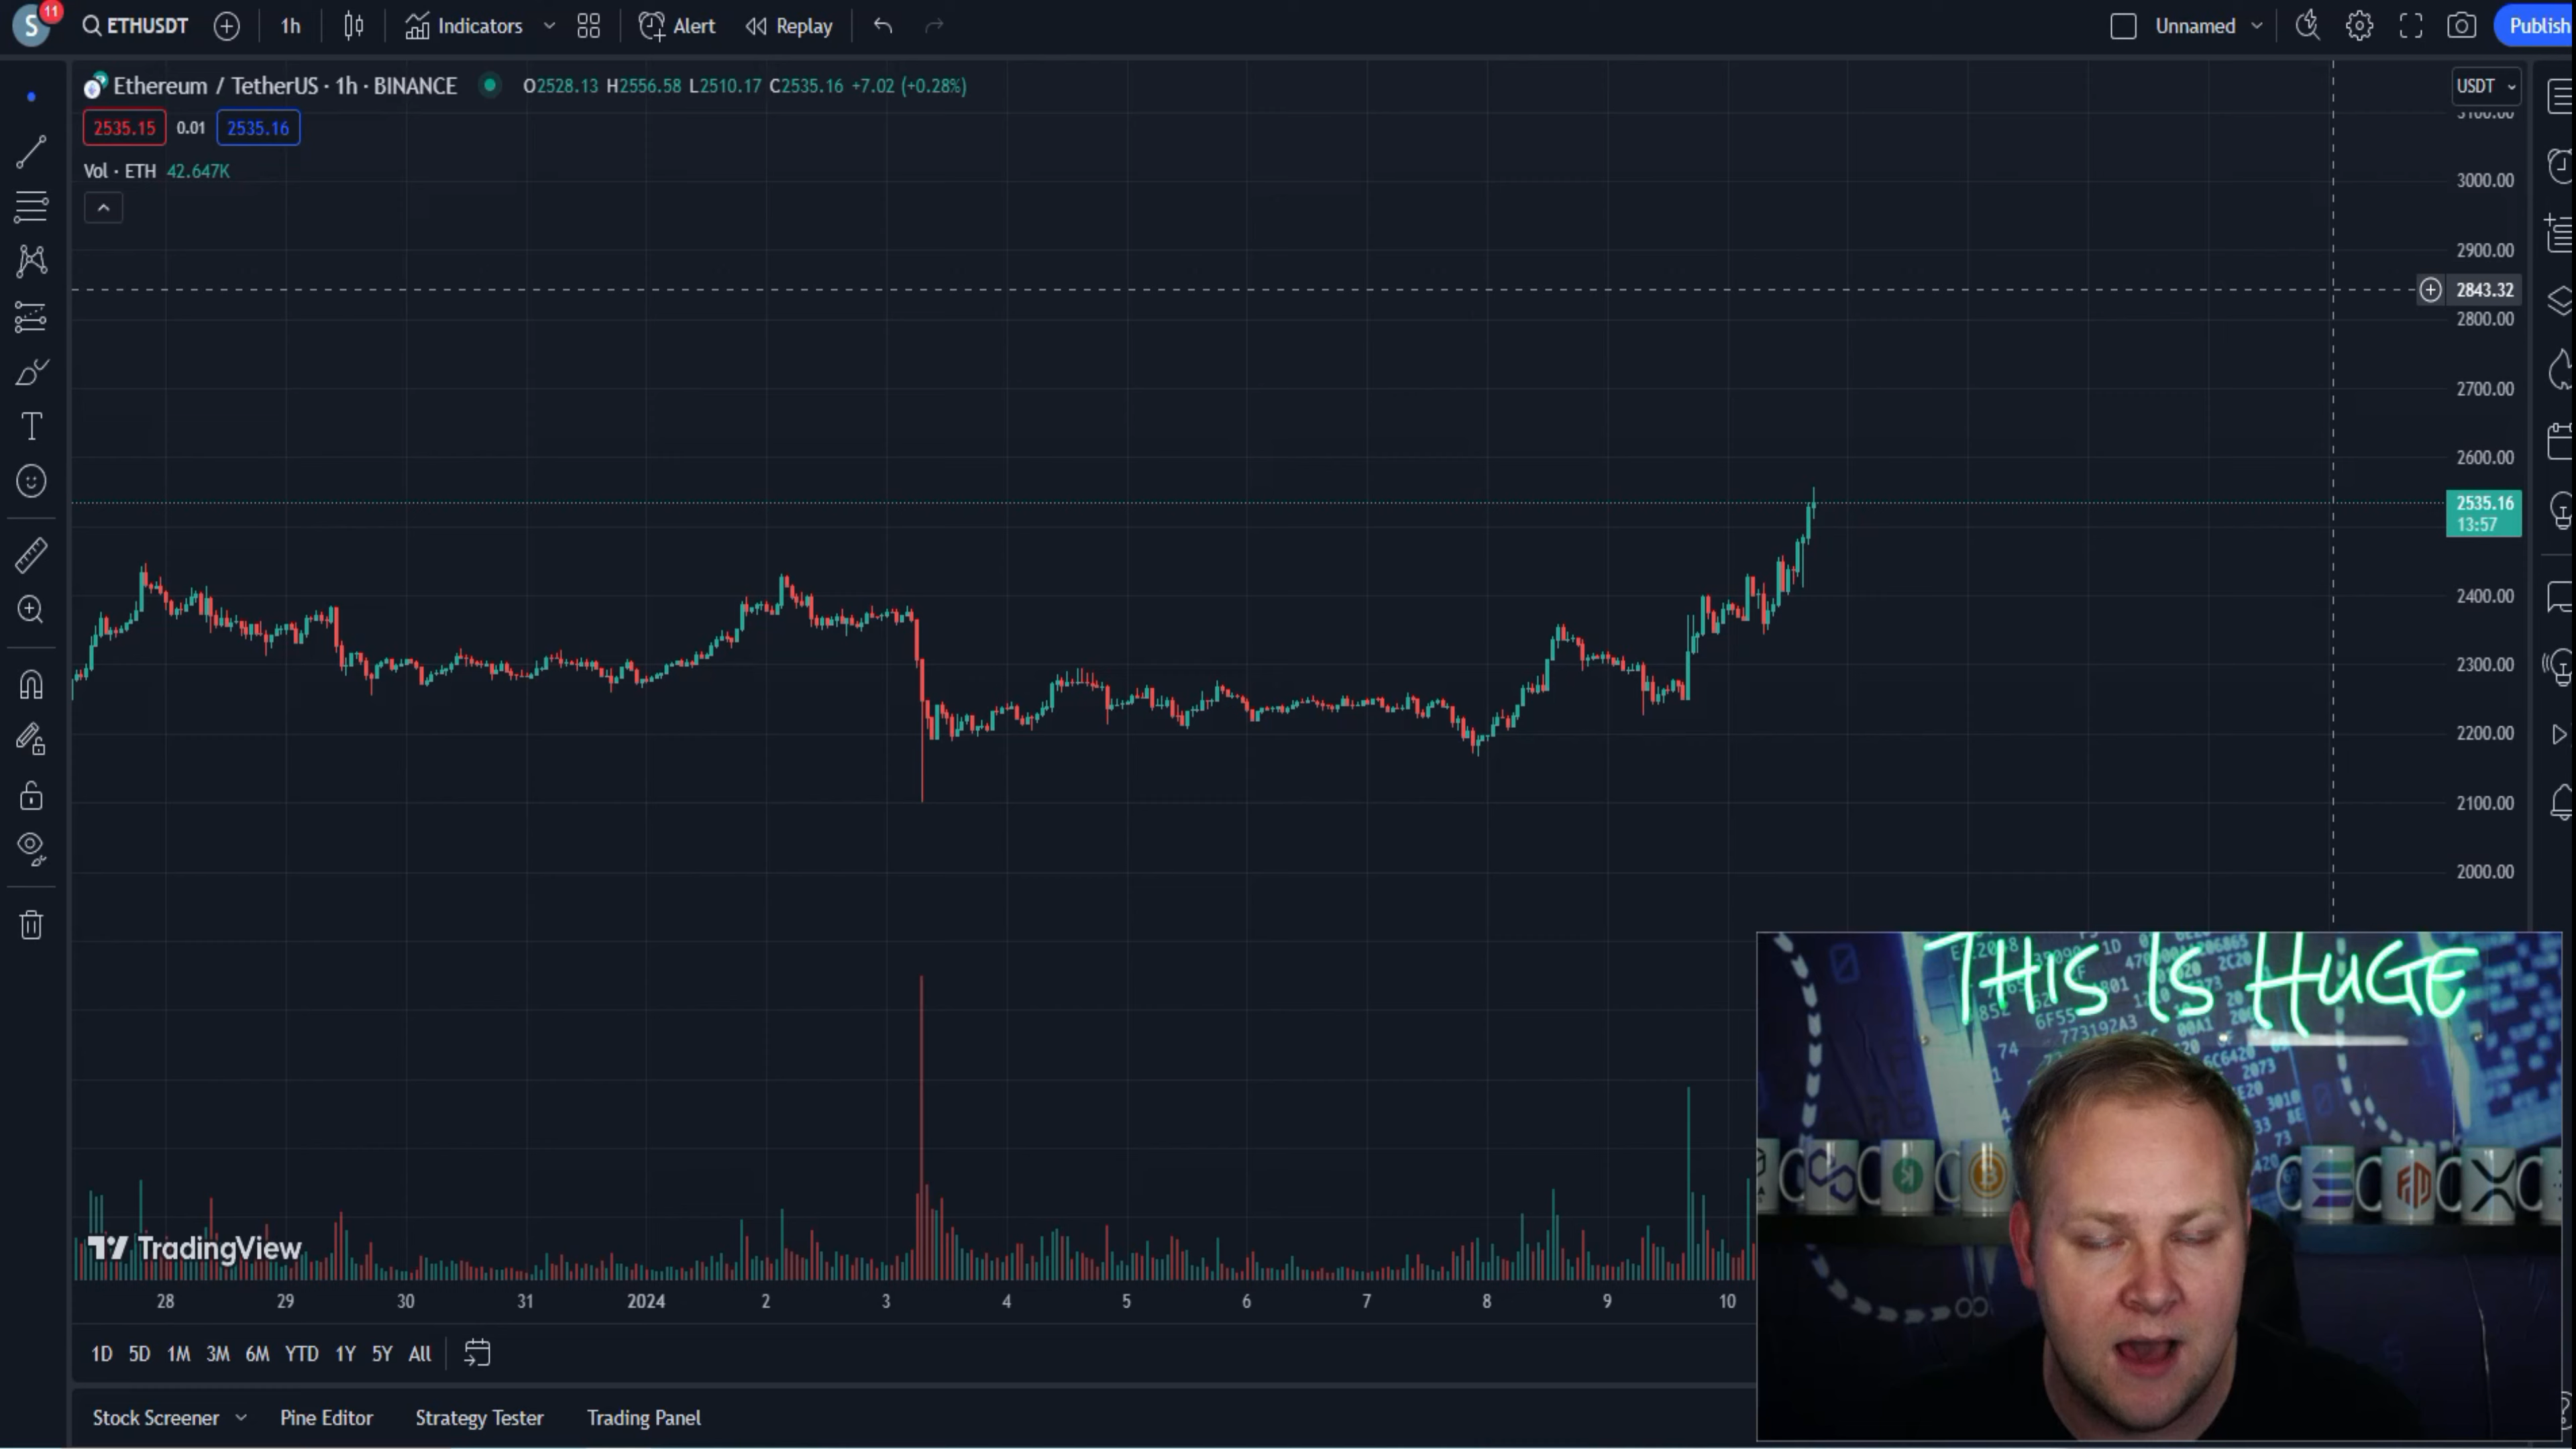 S 11 ETHUSDT 1h Indicators Alert Replay Unnamed Publish
Ethereum / TetherUS · 1h · BINANCE O2528.13 H2556.58 L2510.17 C2535.16 +7.02 (+0.28%) USDT
2535.15 0.01 2535.16
Vol · ETH 42.647K
3100.00
3000.00
2900.00
2843.32
2800.00
2700.00
2600.00
2535.16
13:57
2400.00
2300.00
2200.00
2100.00
2000.00
THIS IS HUGE
TradingView
28 29 30 31 2024 2 3 4 5 6 7 8 9 10
1D 5D 1M 3M 6M YTD 1Y 5Y All
Stock Screener Pine Editor Strategy Tester Trading Panel